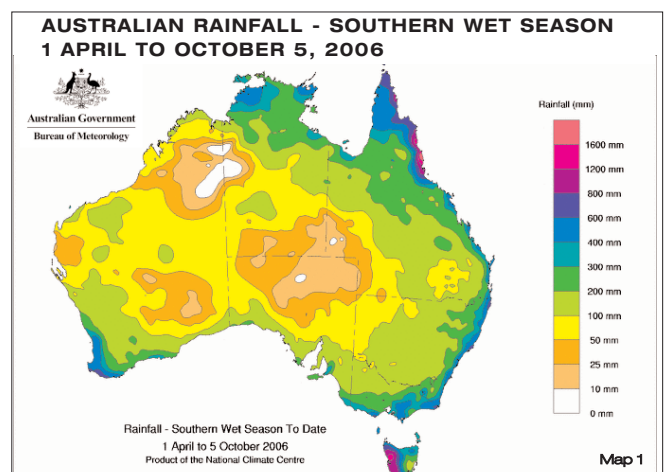 AUSTRALIAN RAINFALL - SOUTHERN WET SEASON
1 APRIL TO OCTOBER 5, 2006
Australian Government
Bureau of Meteorology
Rainfall (mm)
1600 mm
1200 mm
800 mm
600 mm
400 mm
300 mm
200 mm
100 mm
50 mm
25 mm
10 mm
0 mm
Rainfall - Southern Wet Season To Date
1 April to 5 October 2006
Product of the National Climate Centre
Map 1